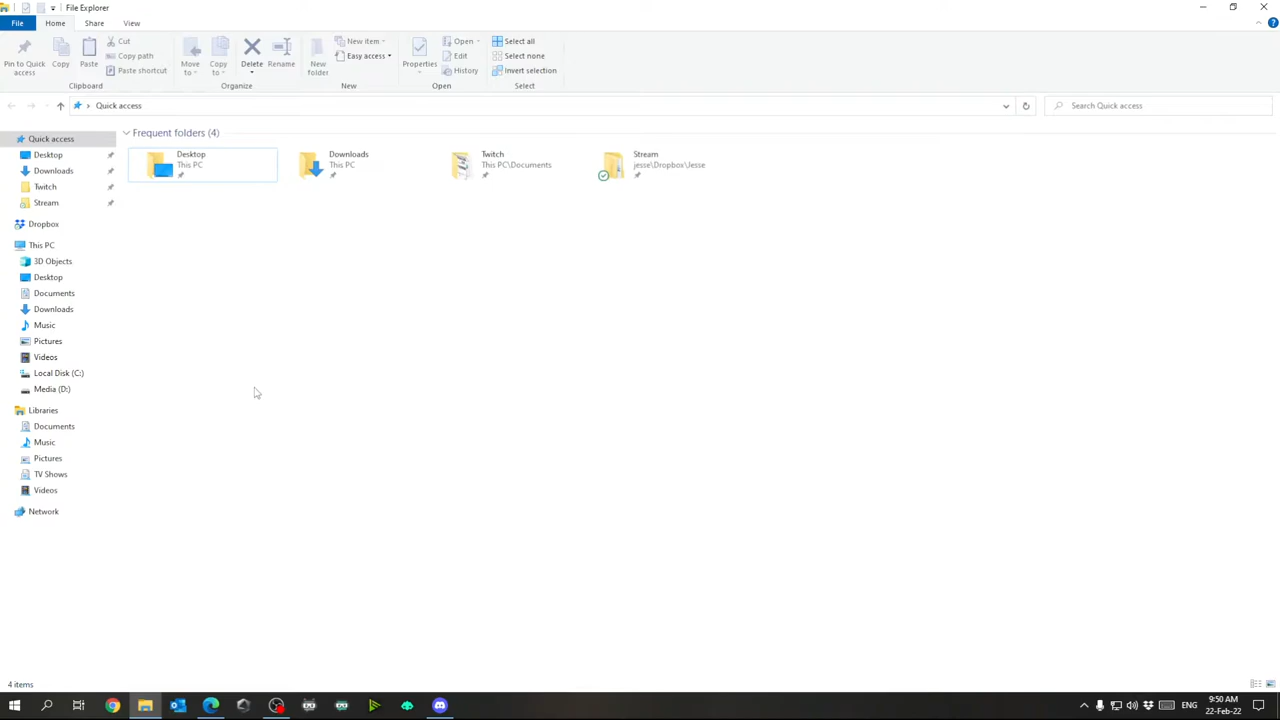 File Explorer
File Home Share View
Pin to Quick access
Copy
Paste
Cut
Copy path
Paste shortcut
Clipboard
Move to
Copy to
Delete
Rename
Organize
New folder
New item
Easy access
New
Properties
Open
Edit
History
Open
Select all
Select none
Invert selection
Select
Quick access
Search Quick access
Quick access
Desktop
Downloads
Twitch
Stream
Dropbox
This PC
3D Objects
Desktop
Documents
Downloads
Music
Pictures
Videos
Local Disk (C:)
Media (D:)
Libraries
Documents
Music
Pictures
TV Shows
Videos
Network
Frequent folders (4)
Desktop
This PC
Downloads
This PC
Twitch
This PC\Documents
Stream
jesse\Dropbox\Jesse
4 items
ENG
9:50 AM
22-Feb-22